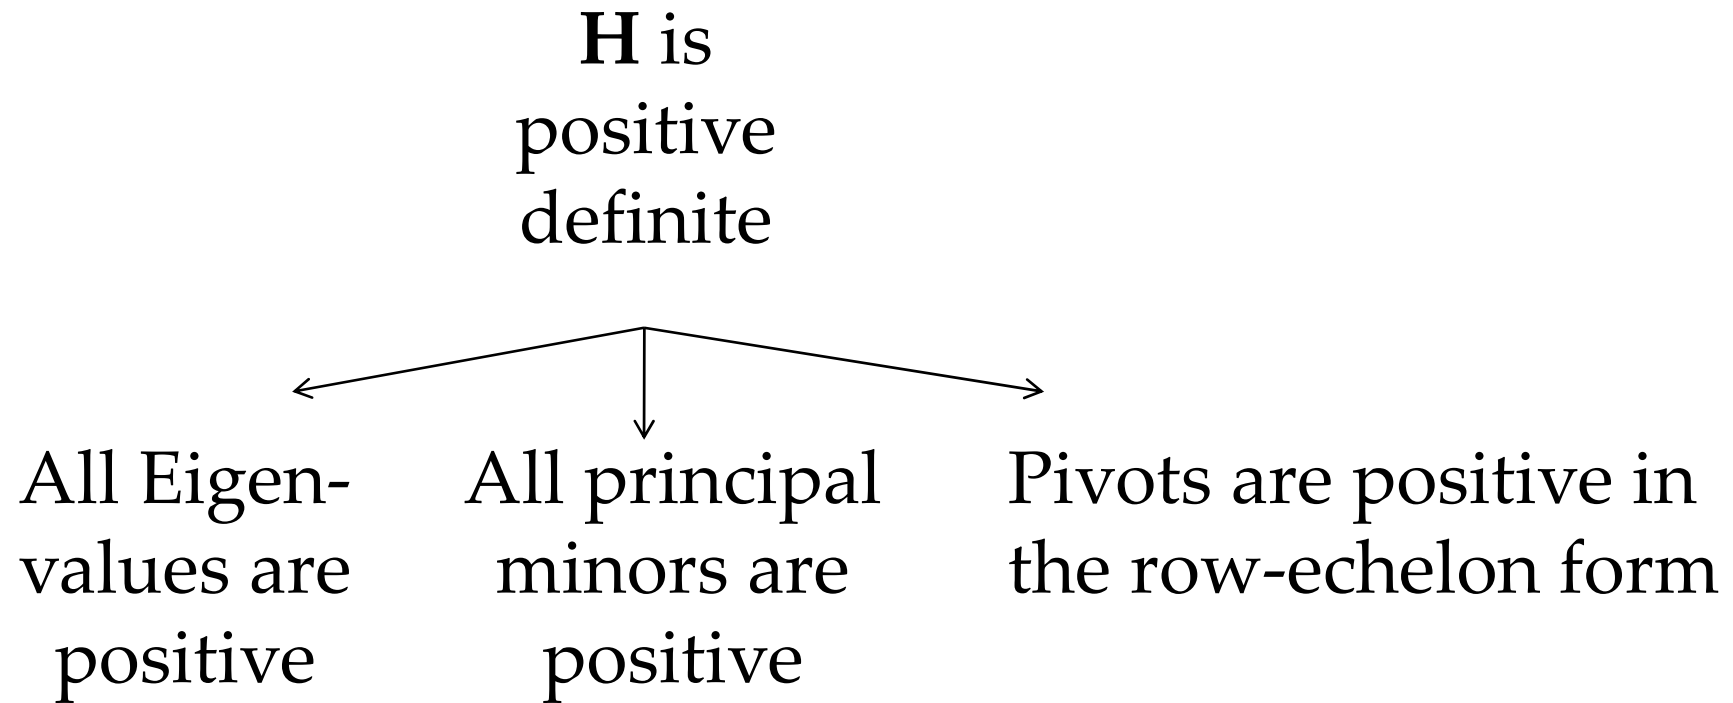 H is
positive
definite
All Eigen-
values are
positive
All principal
minors are
positive
Pivots are positive in
the row-echelon form